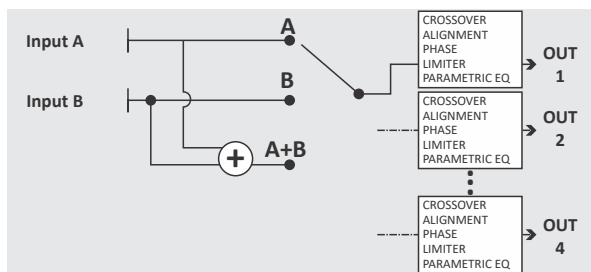 Input A
A
Input B
B
+
A+B
CROSSOVER
ALIGNMENT
PHASE
LIMITER
PARAMETRIC EQ
OUT
1
CROSSOVER
ALIGNMENT
PHASE
LIMITER
PARAMETRIC EQ
OUT
2
CROSSOVER
ALIGNMENT
PHASE
LIMITER
PARAMETRIC EQ
OUT
4